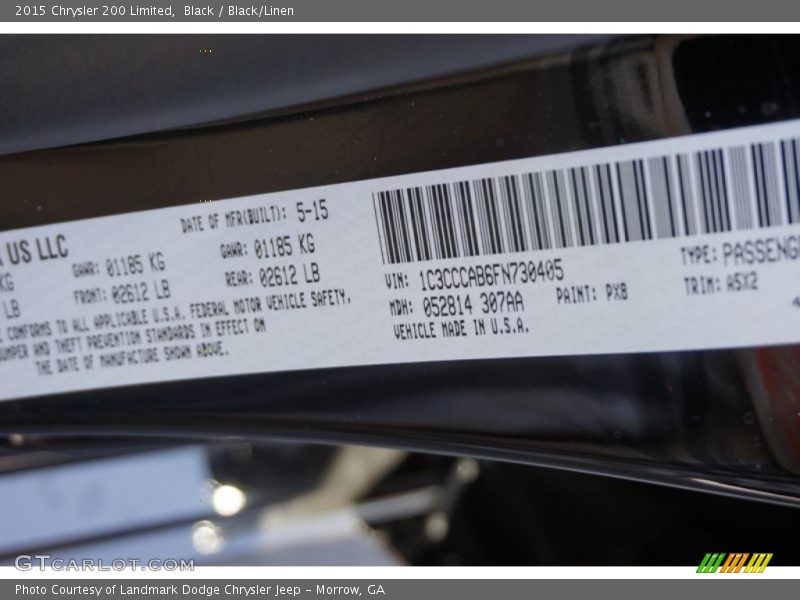 2015 Chrysler 200 Limited,  Black / Black/Linen
US LLC
DATE OF MFR(BUILT): 5-15
KG GAWR: 01185 KG GAWR: 01185 KG
LB FRONT: 02612 LB REAR: 02612 LB
CONFORMS TO ALL APPLICABLE U.S.A. FEDERAL MOTOR VEHICLE SAFETY,
AND THEFT PREVENTION STANDARDS IN EFFECT ON
THE DATE OF MANUFACTURE SHOWN ABOVE.
VIN: 1C3CCCAB6FN730405
TYPE: PASSENG
MDH: 052814 307AA
PAINT: PX8
TRIM: A5X2
VEHICLE MADE IN U.S.A.
GTCARLOT.COM
Photo Courtesy of Landmark Dodge Chrysler Jeep - Morrow, GA